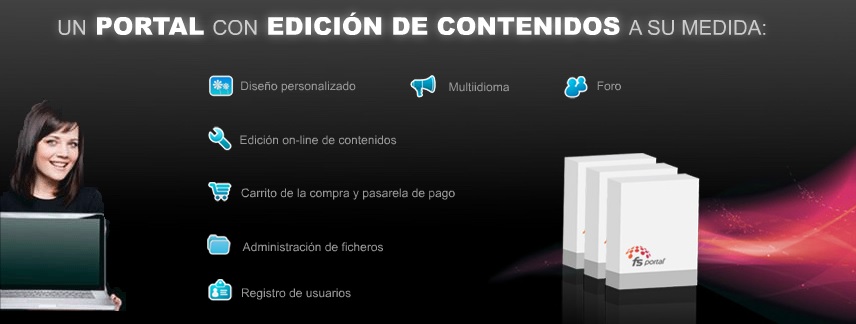 UN PORTAL CON EDICIÓN DE CONTENIDOS A SU MEDIDA:
Diseño personalizado
Multiidioma
Foro
Edición on-line de contenidos
Carrito de la compra y pasarela de pago
Administración de ficheros
Registro de usuarios
fs portal